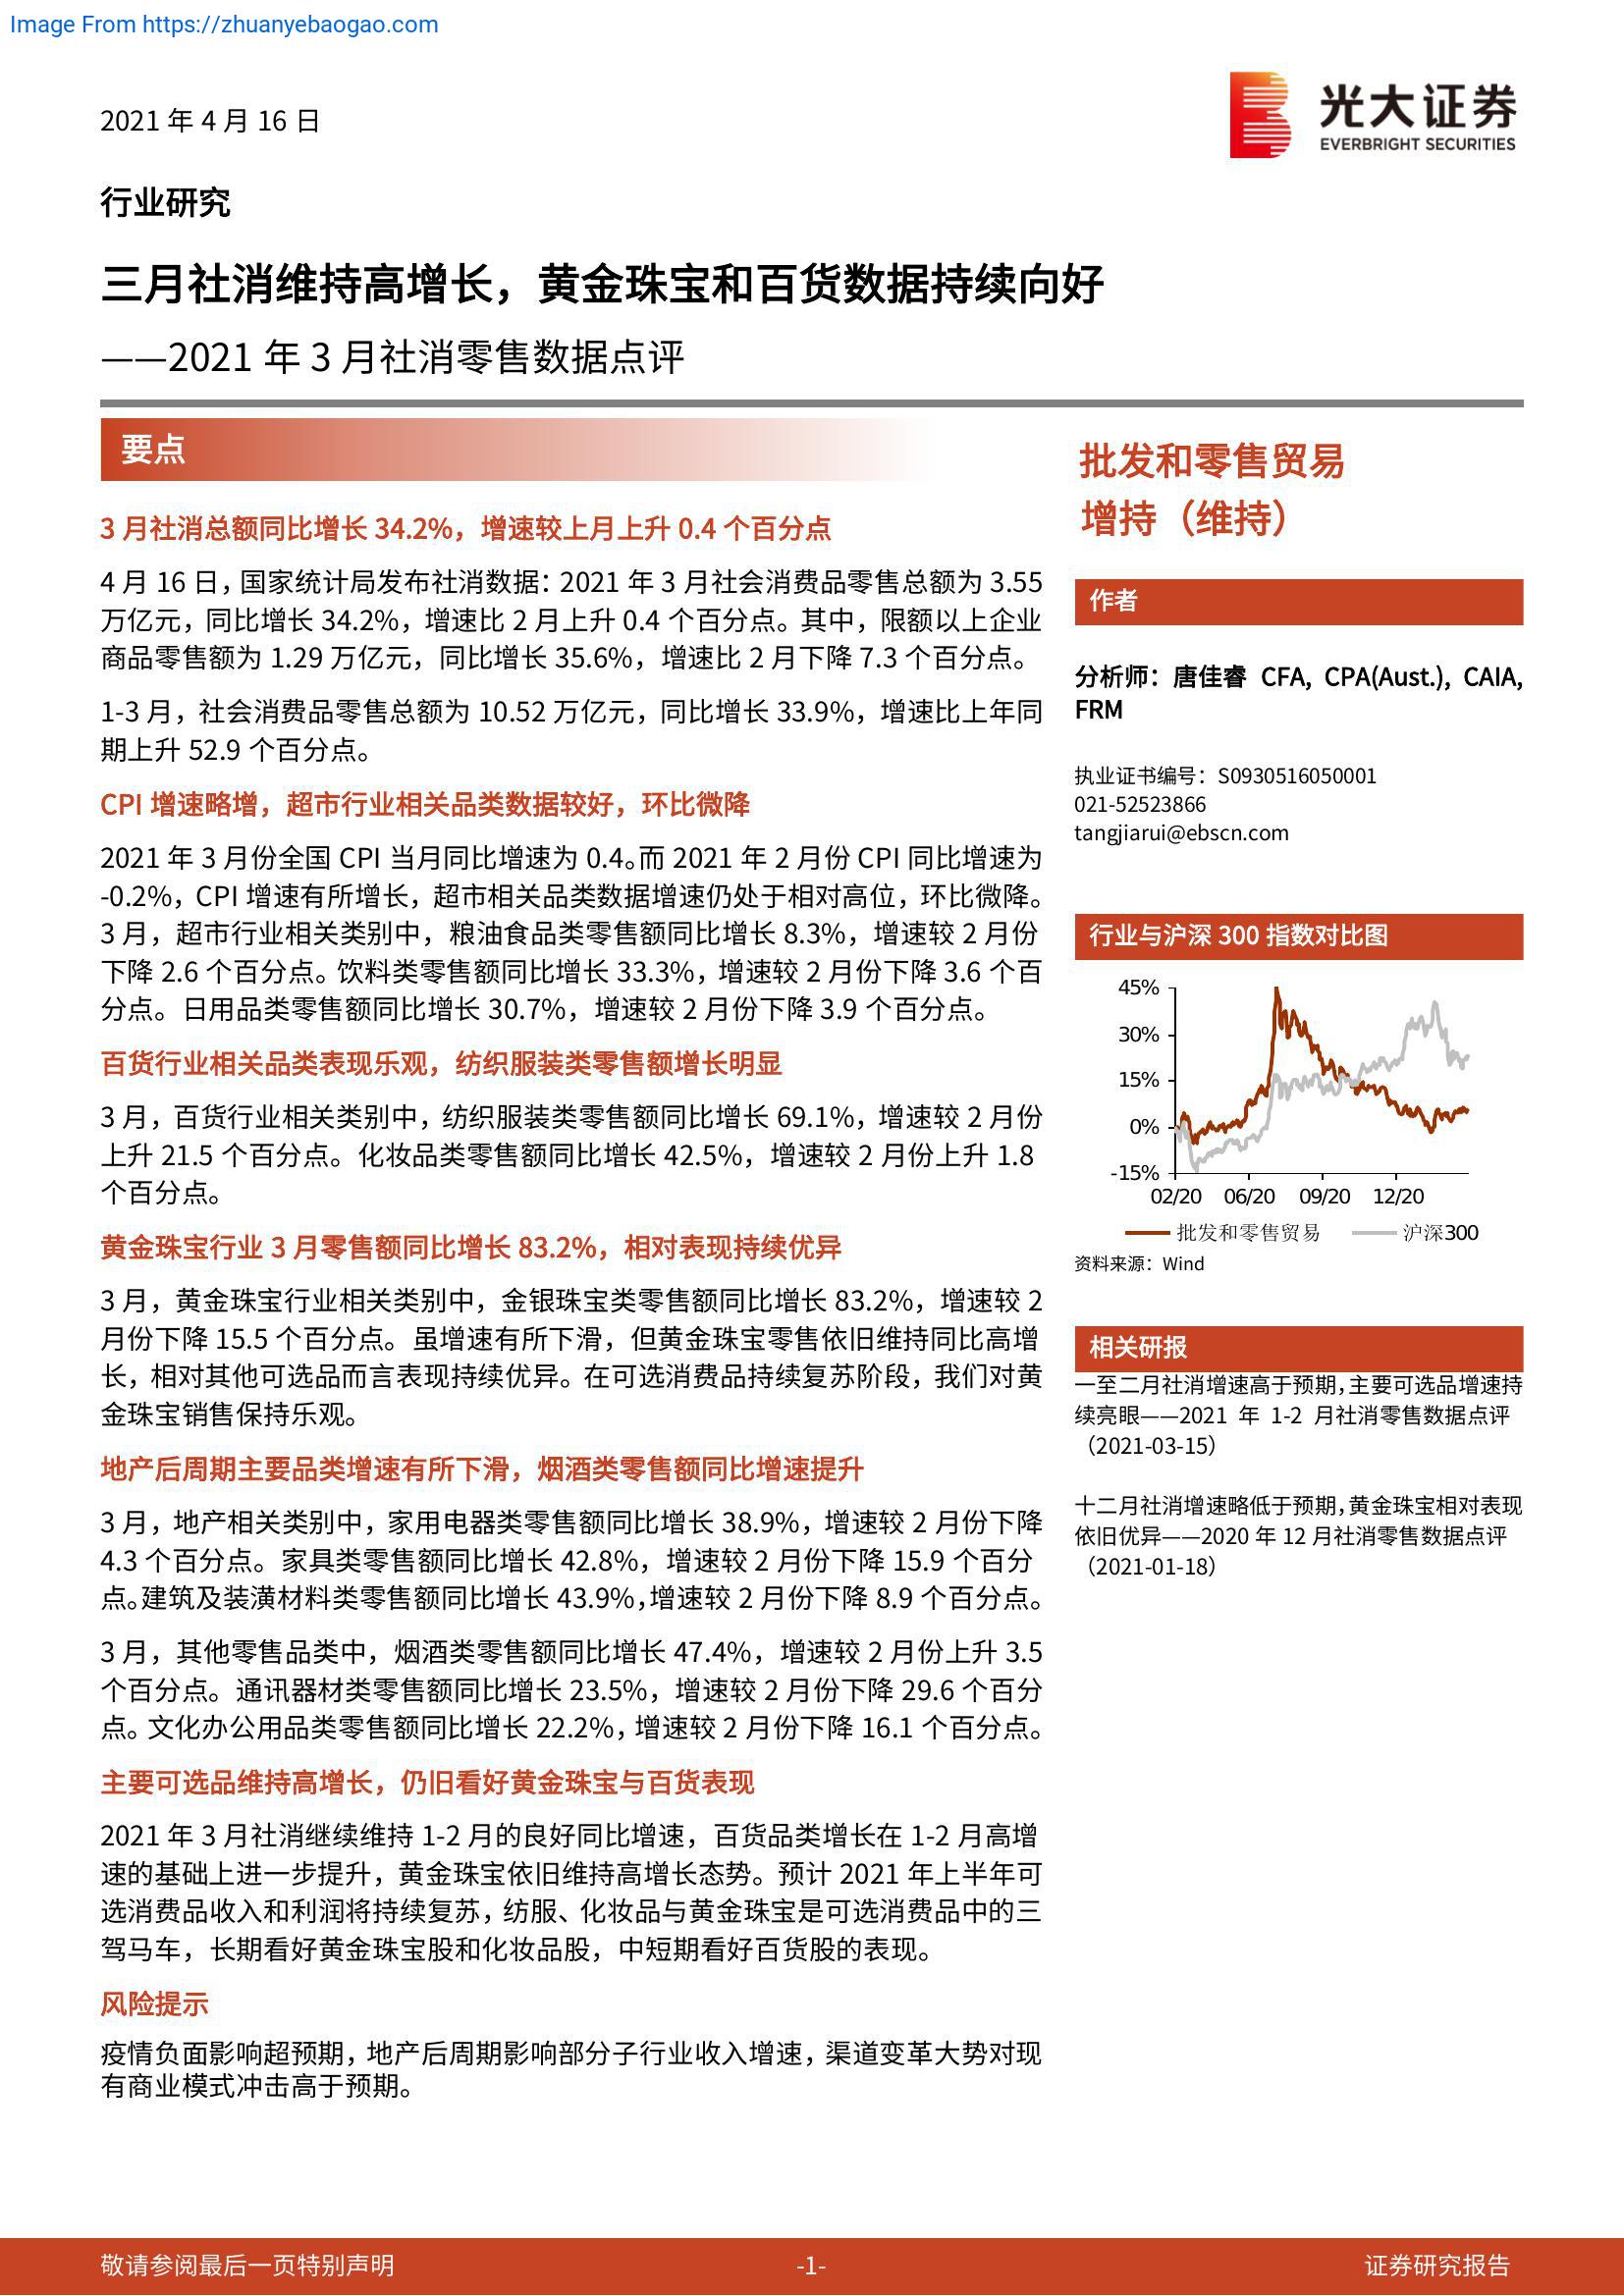 Image From https://zhuanyebaogao.com
2021 年 4 月 16 日
光大证券
EVERBRIGHT SECURITIES
行业研究
三月社消维持高增长，黄金珠宝和百货数据持续向好
——2021 年 3 月社消零售数据点评
要点
3 月社消总额同比增长 34.2%，增速较上月上升 0.4 个百分点
4 月 16 日，国家统计局发布社消数据：2021 年 3 月社会消费品零售总额为 3.55
万亿元，同比增长 34.2%，增速比 2 月上升 0.4 个百分点。其中，限额以上企业
商品零售额为 1.29 万亿元，同比增长 35.6%，增速比 2 月下降 7.3 个百分点。
1-3 月，社会消费品零售总额为 10.52 万亿元，同比增长 33.9%，增速比上年同
期上升 52.9 个百分点。
CPI 增速略增，超市行业相关品类数据较好，环比微降
2021 年 3 月份全国 CPI 当月同比增速为 0.4。而 2021 年 2 月份 CPI 同比增速为
-0.2%，CPI 增速有所增长，超市相关品类数据增速仍处于相对高位，环比微降。
3 月，超市行业相关类别中，粮油食品类零售额同比增长 8.3%，增速较 2 月份
下降 2.6 个百分点。饮料类零售额同比增长 33.3%，增速较 2 月份下降 3.6 个百
分点。日用品类零售额同比增长 30.7%，增速较 2 月份下降 3.9 个百分点。
百货行业相关品类表现乐观，纺织服装类零售额增长明显
3 月，百货行业相关类别中，纺织服装类零售额同比增长 69.1%，增速较 2 月份
上升 21.5 个百分点。化妆品类零售额同比增长 42.5%，增速较 2 月份上升 1.8
个百分点。
黄金珠宝行业 3 月零售额同比增长 83.2%，相对表现持续优异
3 月，黄金珠宝行业相关类别中，金银珠宝类零售额同比增长 83.2%，增速较 2
月份下降 15.5 个百分点。虽增速有所下滑，但黄金珠宝零售依旧维持同比高增
长，相对其他可选品而言表现持续优异。在可选消费品持续复苏阶段，我们对黄
金珠宝销售保持乐观。
地产后周期主要品类增速有所下滑，烟酒类零售额同比增速提升
3 月，地产相关类别中，家用电器类零售额同比增长 38.9%，增速较 2 月份下降
4.3 个百分点。家具类零售额同比增长 42.8%，增速较 2 月份下降 15.9 个百分
点。建筑及装潢材料类零售额同比增长 43.9%，增速较 2 月份下降 8.9 个百分点。
3 月，其他零售品类中，烟酒类零售额同比增长 47.4%，增速较 2 月份上升 3.5
个百分点。通讯器材类零售额同比增长 23.5%，增速较 2 月份下降 29.6 个百分
点。文化办公用品类零售额同比增长 22.2%，增速较 2 月份下降 16.1 个百分点。
主要可选品维持高增长，仍旧看好黄金珠宝与百货表现
2021 年 3 月社消继续维持 1-2 月的良好同比增速，百货品类增长在 1-2 月高增
速的基础上进一步提升，黄金珠宝依旧维持高增长态势。预计 2021 年上半年可
选消费品收入和利润将持续复苏，纺服、化妆品与黄金珠宝是可选消费品中的三
驾马车，长期看好黄金珠宝股和化妆品股，中短期看好百货股的表现。
风险提示
疫情负面影响超预期，地产后周期影响部分子行业收入增速，渠道变革大势对现
有商业模式冲击高于预期。
批发和零售贸易
增持（维持）
作者
分析师：唐佳睿 CFA, CPA(Aust.), CAIA,
FRM
执业证书编号：S0930516050001
021-52523866
tangjiarui@ebscn.com
行业与沪深 300 指数对比图
45%
30%
15%
0%
-15%
02/20 06/20 09/20 12/20
批发和零售贸易 沪深300
资料来源：Wind
相关研报
一至二月社消增速高于预期，主要可选品增速持
续亮眼——2021 年 1-2 月社消零售数据点评
（2021-03-15）
十二月社消增速略低于预期，黄金珠宝相对表现
依旧优异——2020 年 12 月社消零售数据点评
（2021-01-18）
敬请参阅最后一页特别声明 -1- 证券研究报告